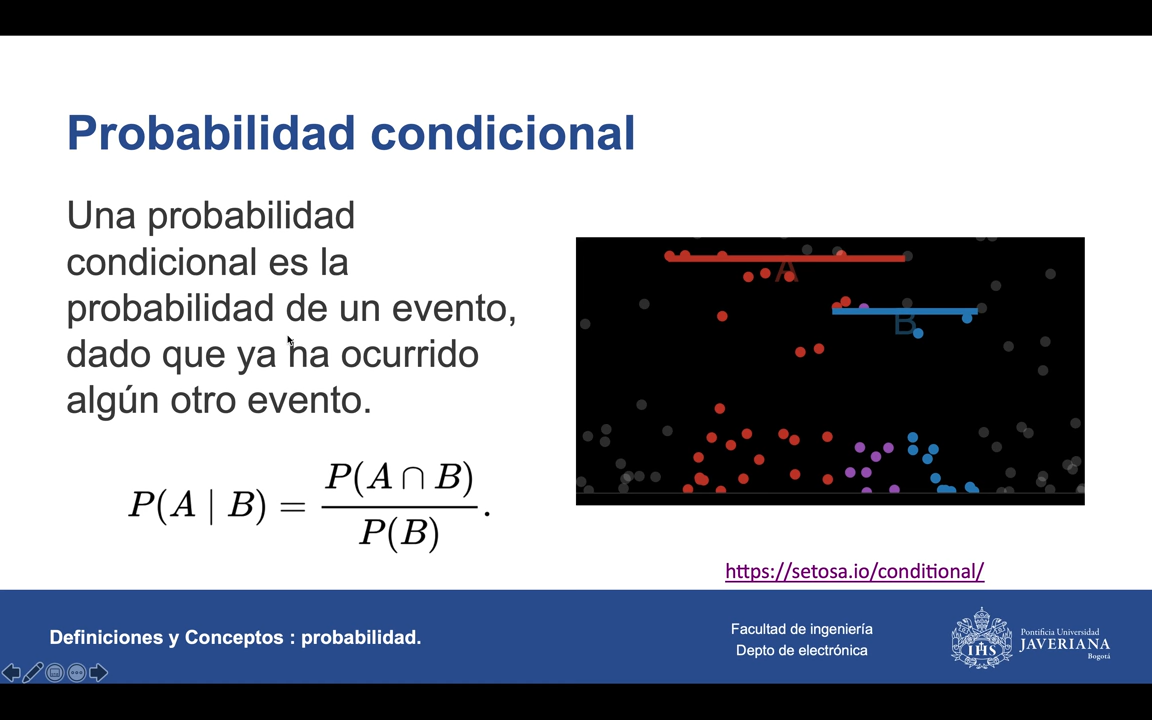 Probabilidad condicional
Una probabilidad
condicional es la
probabilidad de un evento,
dado que ya ha ocurrido
algún otro evento.
P(A | B) = P(A ∩ B) / P(B).
A
B
https://setosa.io/conditional/
Definiciones y Conceptos : probabilidad.
Facultad de ingeniería
Depto de electrónica
IHS
Pontificia Universidad
JAVERIANA
Bogotá